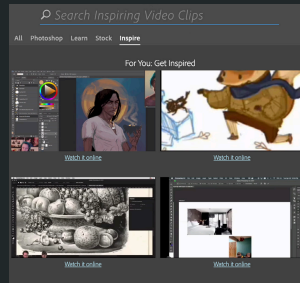 Search Inspiring Video Clips
All Photoshop Learn Stock Inspire
For You: Get Inspired
Watch it online Watch it online
Watch it online Watch it online